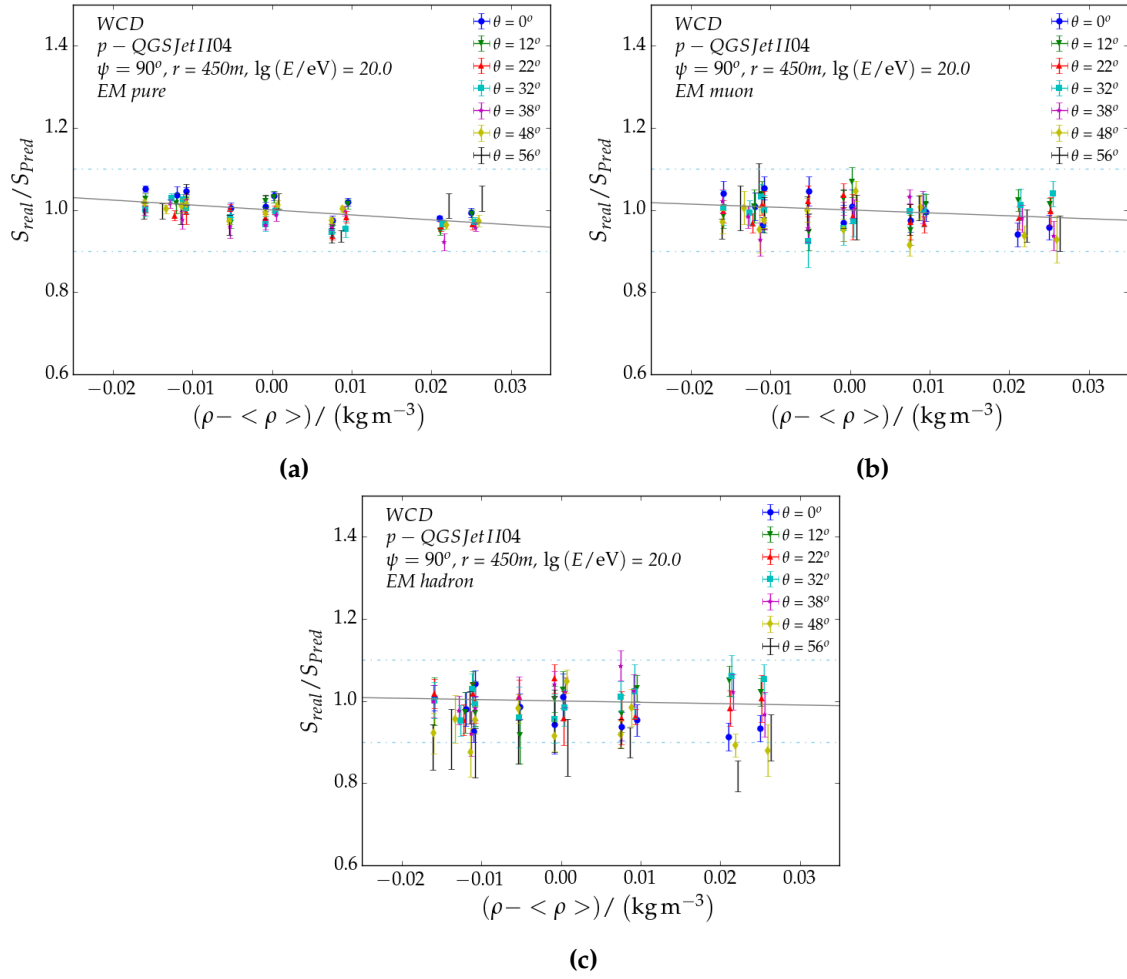 WCD
p − QGSJetII04
ψ = 90°, r = 450m, lg (E/eV) = 20.0
EM pure
θ = 0°
θ = 12°
θ = 22°
θ = 32°
θ = 38°
θ = 48°
θ = 56°
1.4
1.2
1.0
0.8
0.6
S_real / S_Pred
−0.02 −0.01 0.00 0.01 0.02 0.03
(ρ− < ρ >)/ (kg m⁻³)
(a)
WCD
p − QGSJetII04
ψ = 90°, r = 450m, lg (E/eV) = 20.0
EM muon
θ = 0°
θ = 12°
θ = 22°
θ = 32°
θ = 38°
θ = 48°
θ = 56°
1.4
1.2
1.0
0.8
0.6
S_real / S_Pred
−0.02 −0.01 0.00 0.01 0.02 0.03
(ρ− < ρ >)/ (kg m⁻³)
(b)
WCD
p − QGSJetII04
ψ = 90°, r = 450m, lg (E/eV) = 20.0
EM hadron
θ = 0°
θ = 12°
θ = 22°
θ = 32°
θ = 38°
θ = 48°
θ = 56°
1.4
1.2
1.0
0.8
0.6
S_real / S_Pred
−0.02 −0.01 0.00 0.01 0.02 0.03
(ρ− < ρ >)/ (kg m⁻³)
(c)